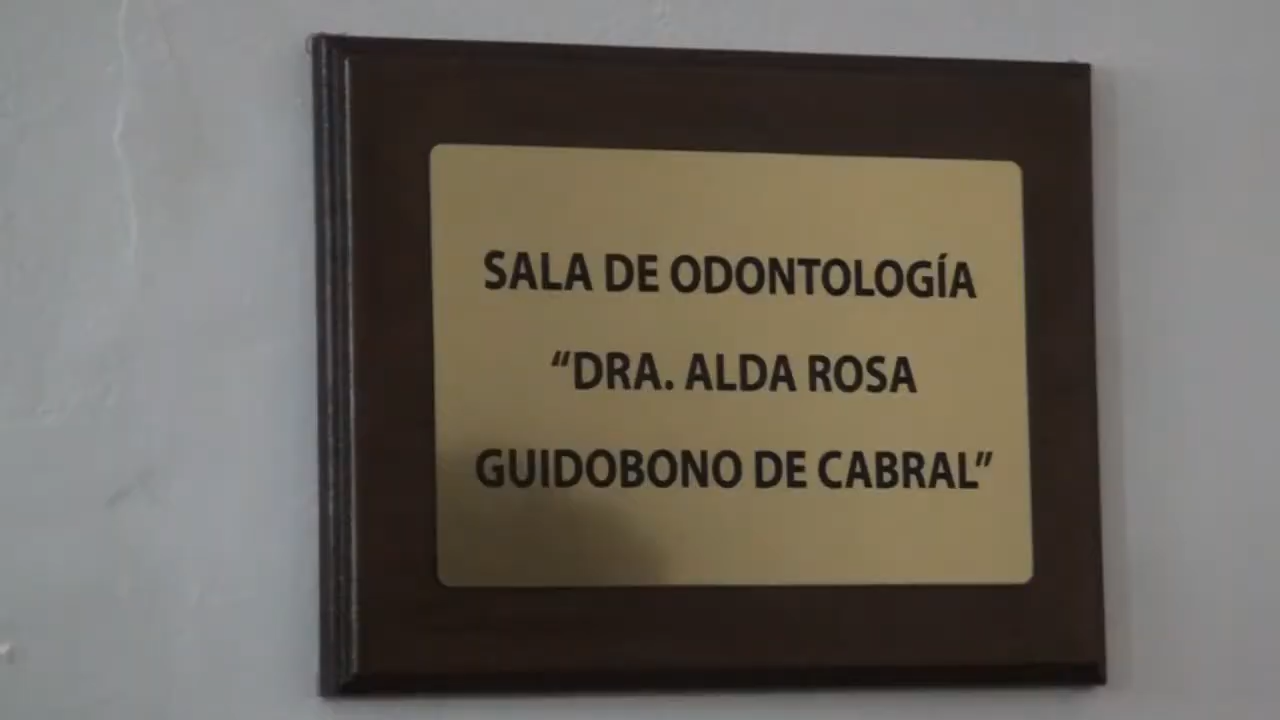 SALA DE ODONTOLOGÍA
“DRA. ALDA ROSA
GUIDOBONO DE CABRAL”